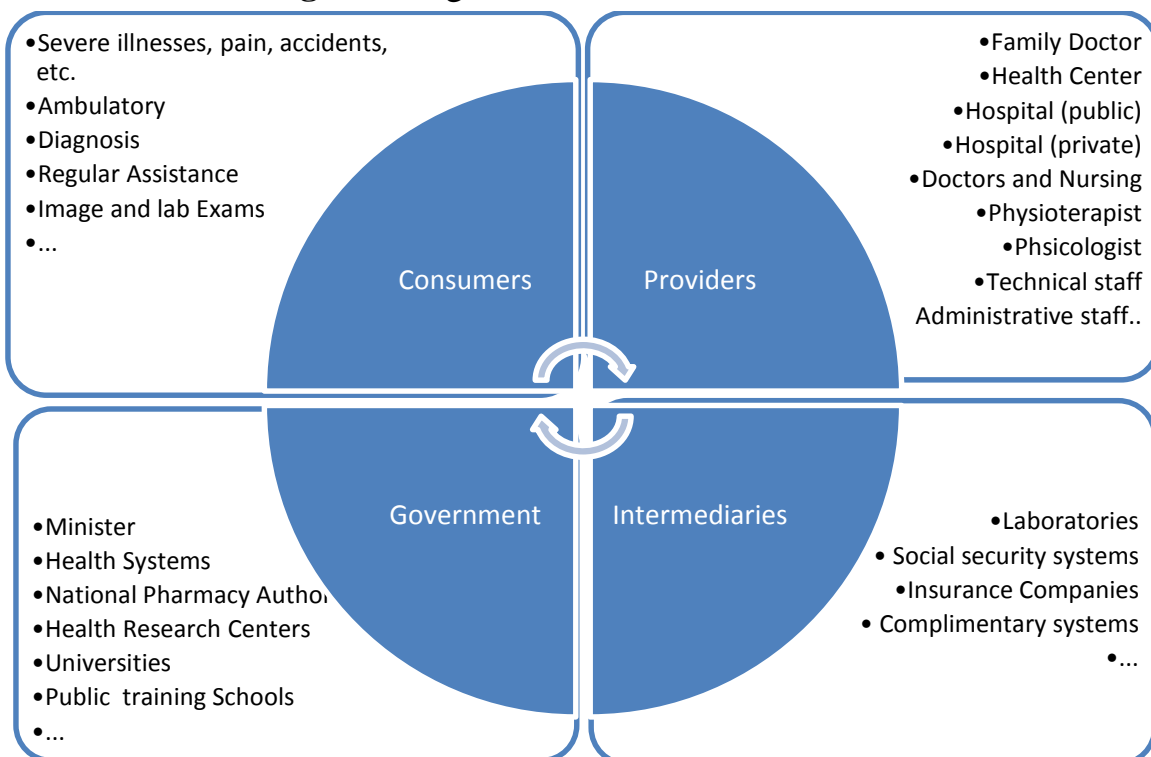 •Severe illnesses, pain, accidents,
etc.
•Ambulatory
•Diagnosis
•Regular Assistance
•Image and lab Exams
•...
•Family Doctor
•Health Center
•Hospital (public)
•Hospital (private)
•Doctors and Nursing
•Physioterapist
•Phsicologist
•Technical staff
Administrative staff..
Consumers
Providers
Government
Intermediaries
•Minister
•Health Systems
•National Pharmacy Author
•Health Research Centers
•Universities
•Public training Schools
•...
•Laboratories
• Social security systems
•Insurance Companies
• Complimentary systems
•...